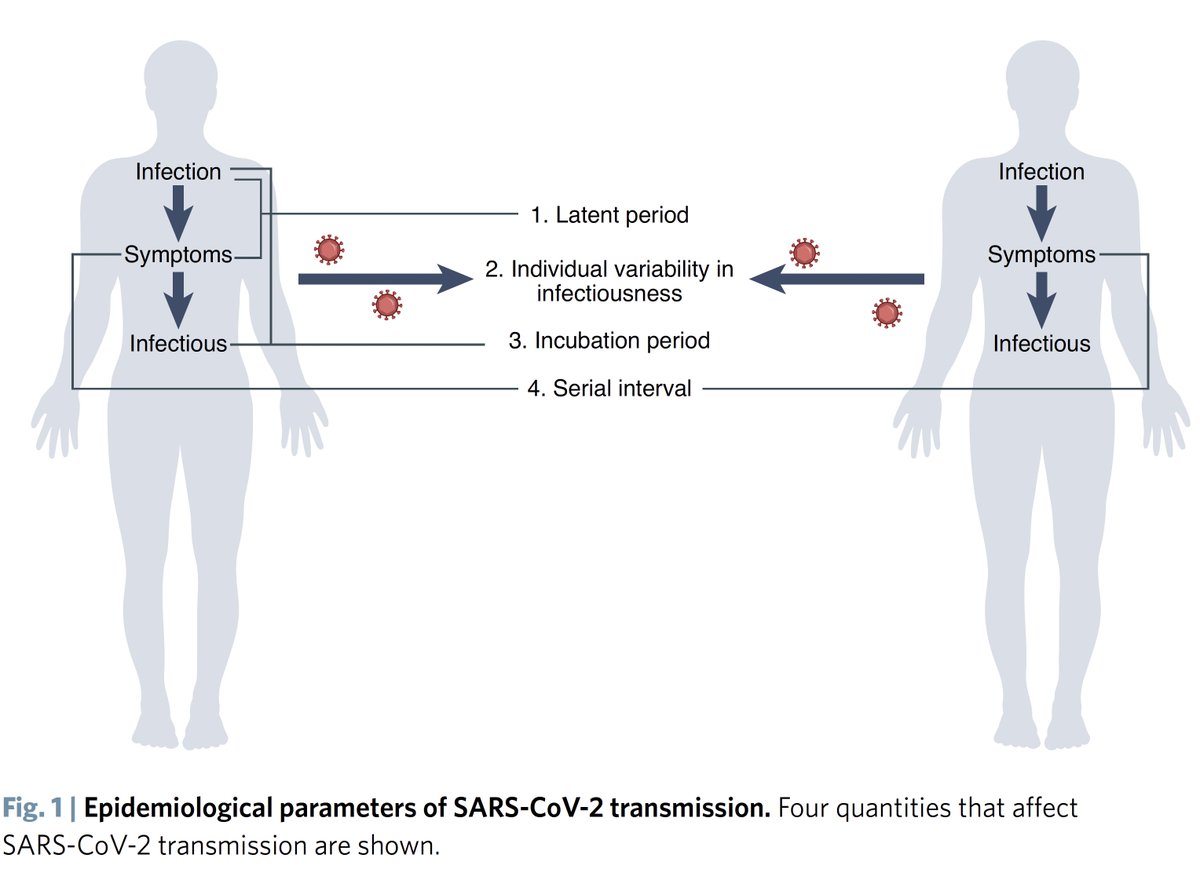 Infection
Symptoms
Infectious
1. Latent period
2. Individual variability in
infectiousness
3. Incubation period
4. Serial interval
Infection
Symptoms
Infectious
Fig. 1 | Epidemiological parameters of SARS-CoV-2 transmission. Four quantities that affect
SARS-CoV-2 transmission are shown.